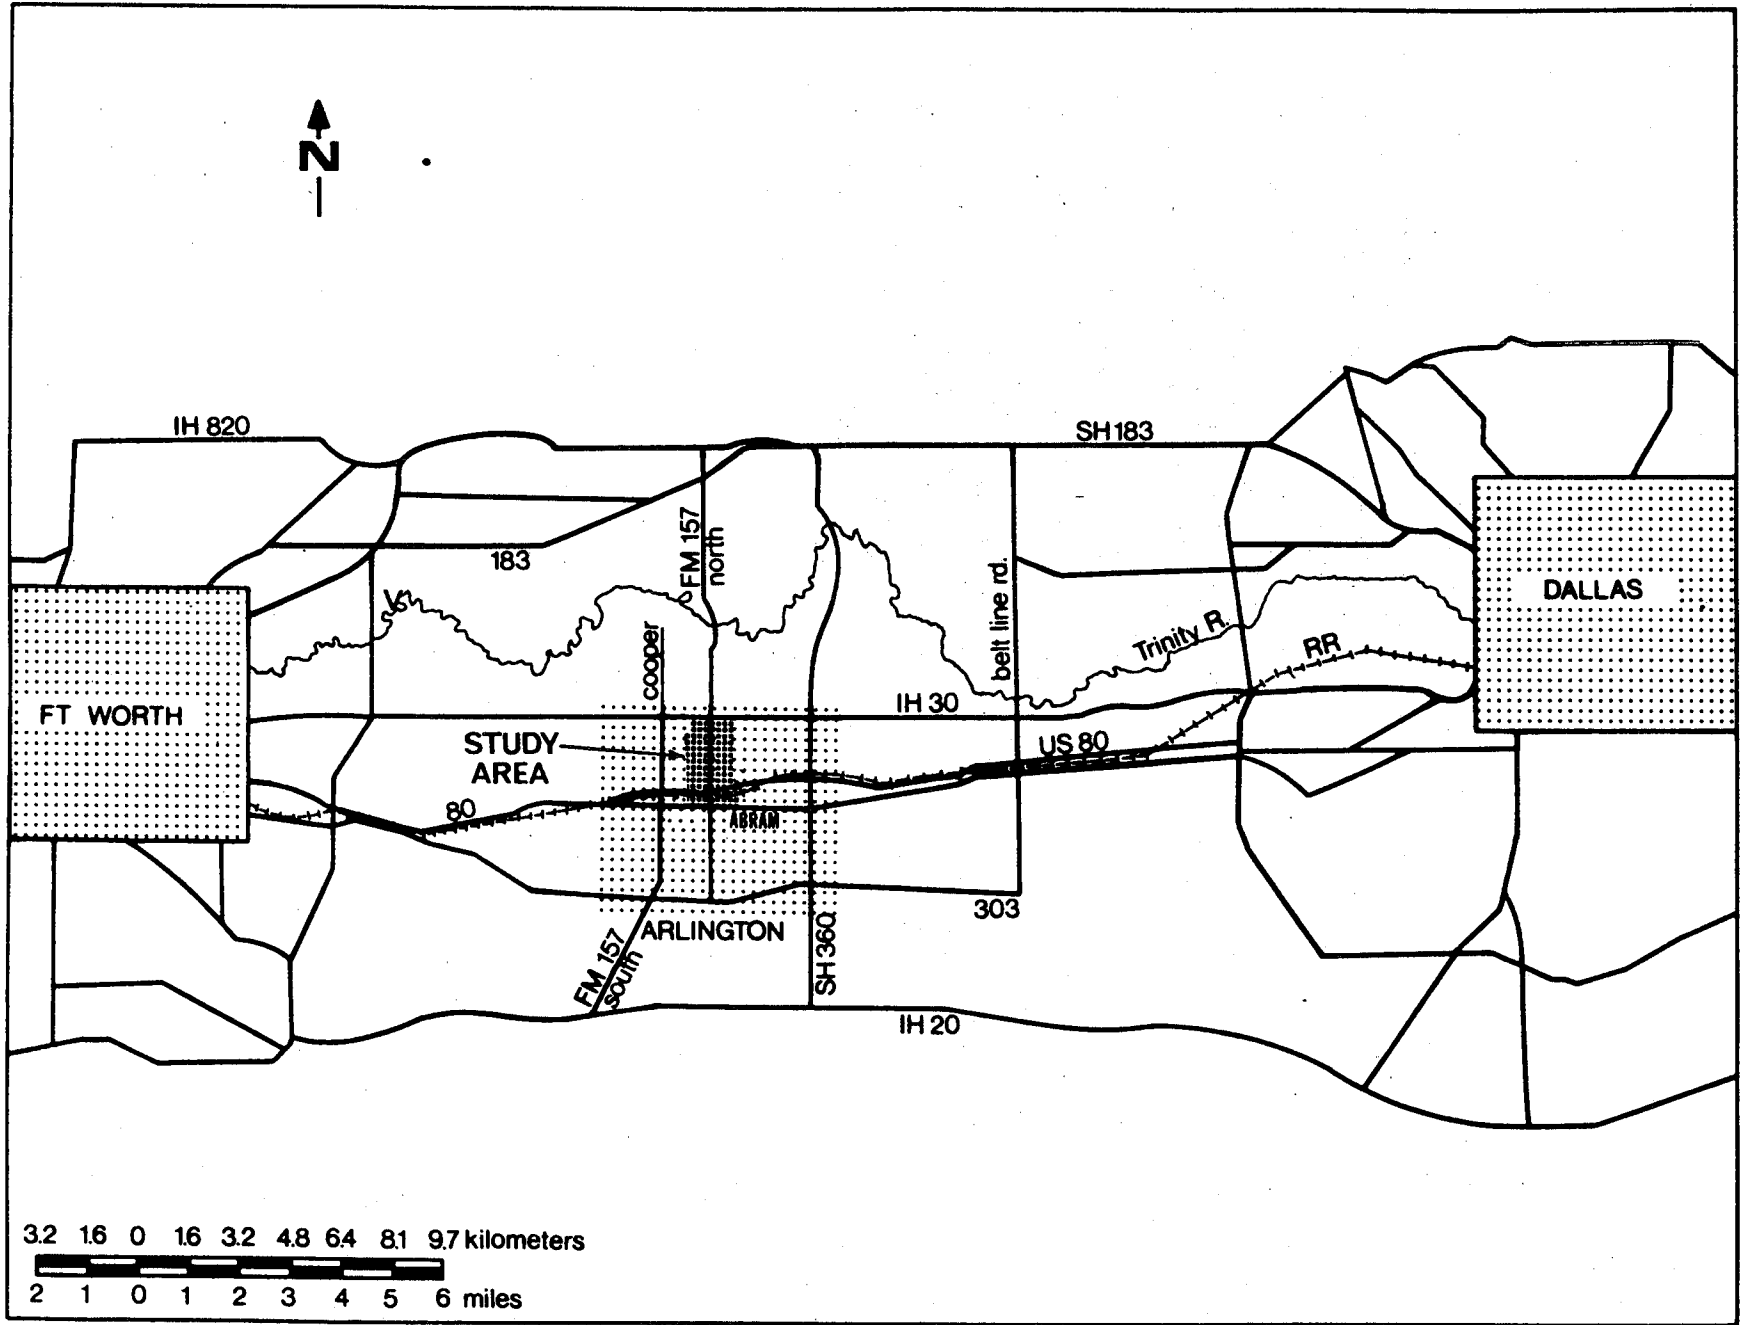 N
IH 820
SH 183
183
FM 157
north
belt line rd.
DALLAS
cooper
Trinity R.
RR
FT WORTH
IH 30
STUDY
AREA
US 80
80
ABRAM
303
ARLINGTON
FM 157
south
SH 360
IH 20
3.2 1.6 0 1.6 3.2 4.8 6.4 8.1 9.7 kilometers
2 1 0 1 2 3 4 5 6 miles